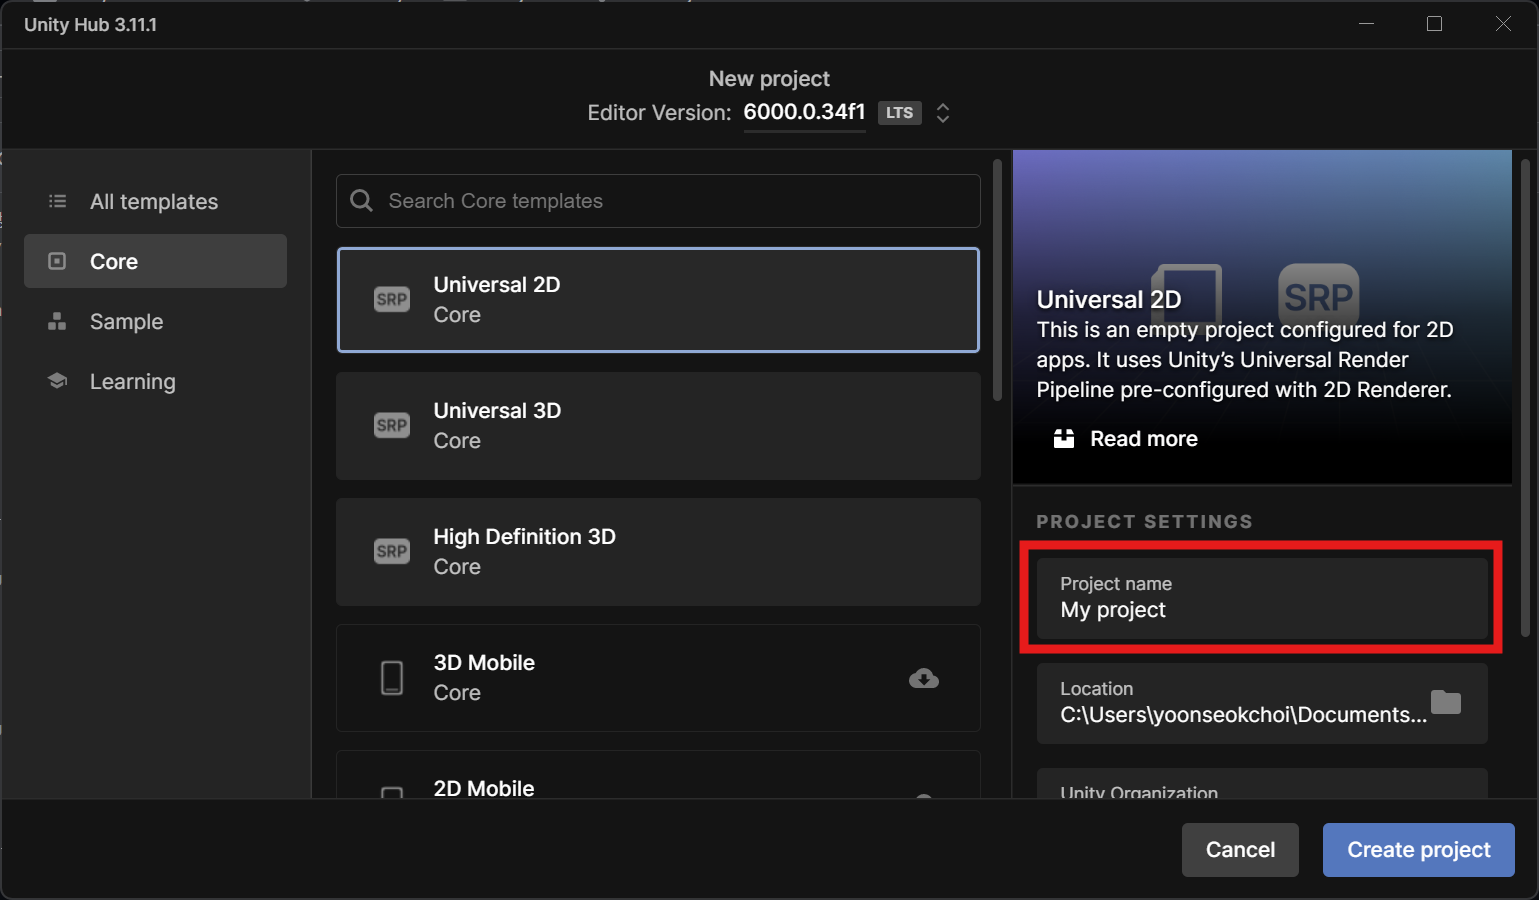 Unity Hub 3.11.1
New project
Editor Version: 6000.0.34f1 LTS
All templates
Core
Sample
Learning
Search Core templates
SRP
Universal 2D
Core
SRP
Universal 3D
Core
SRP
High Definition 3D
Core
3D Mobile
Core
2D Mobile
SRP
Universal 2D
This is an empty project configured for 2D
apps. It uses Unity’s Universal Render
Pipeline pre-configured with 2D Renderer.
Read more
PROJECT SETTINGS
Project name
My project
Location
C:\Users\yoonseokchoi\Documents...
Unity Organization
Cancel
Create project